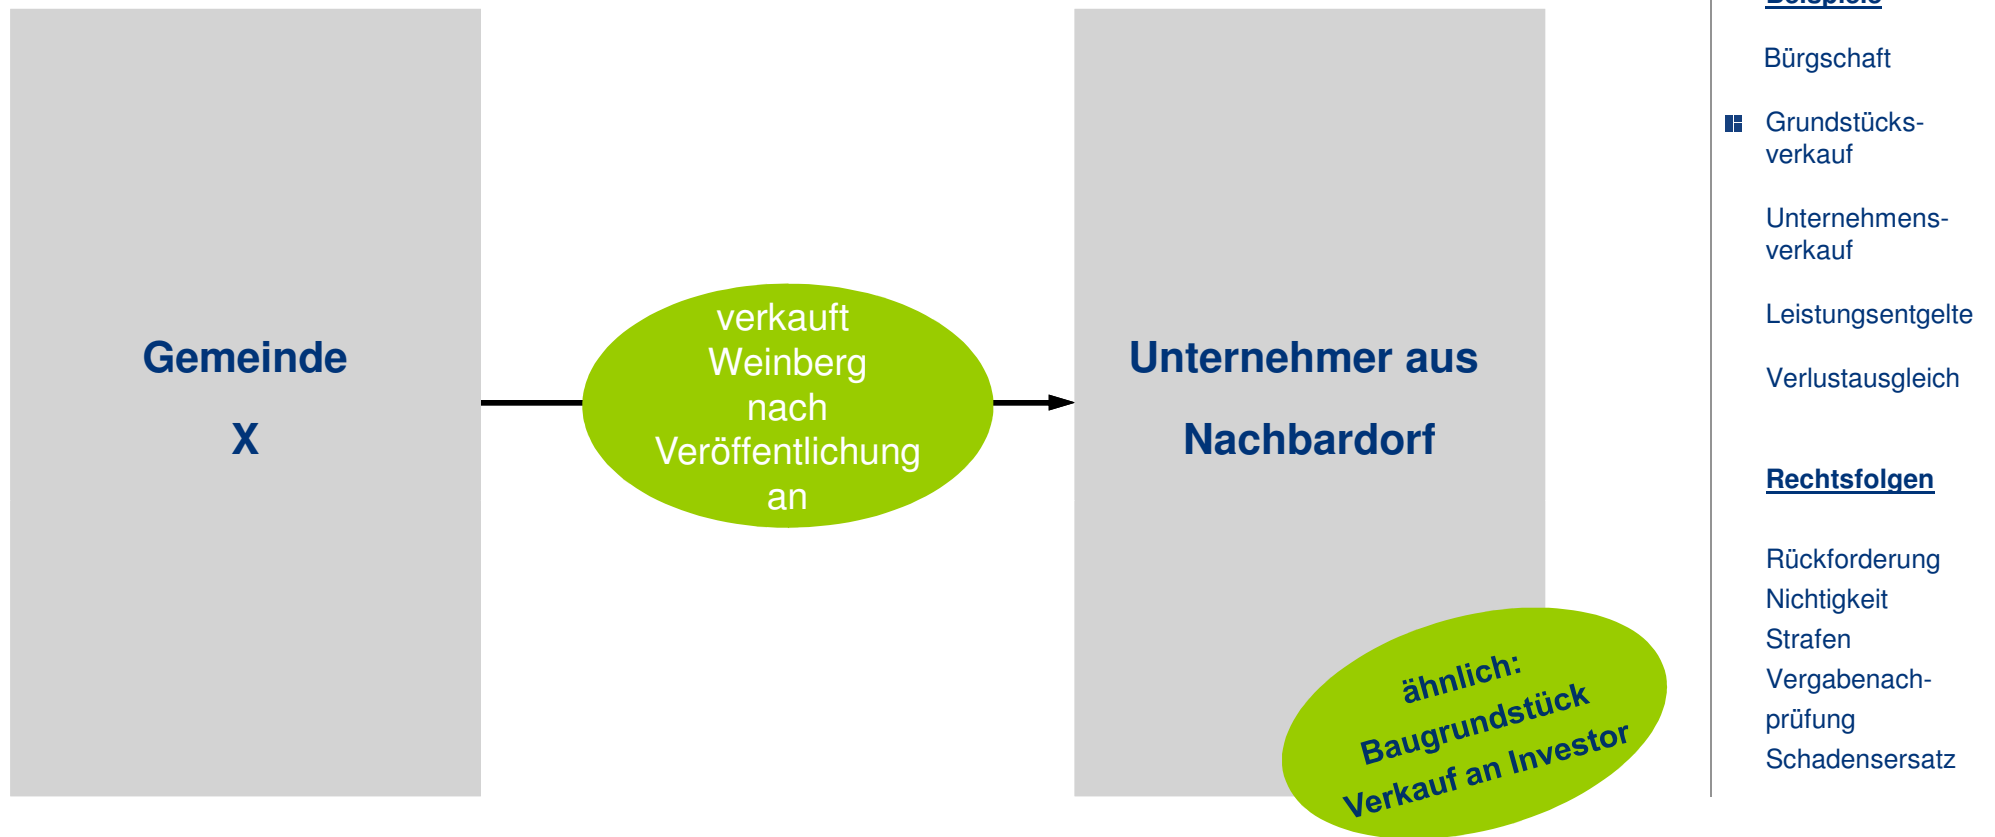 Gemeinde
X
verkauft
Weinberg
nach
Veröffentlichung
an
Unternehmer aus
Nachbardorf
ähnlich:
Baugrundstück
Verkauf an Investor
Beispiele
Bürgschaft
Grundstücks-
verkauf
Unternehmens-
verkauf
Leistungsentgelte
Verlustausgleich
Rechtsfolgen
Rückforderung
Nichtigkeit
Strafen
Vergabenach-
prüfung
Schadensersatz